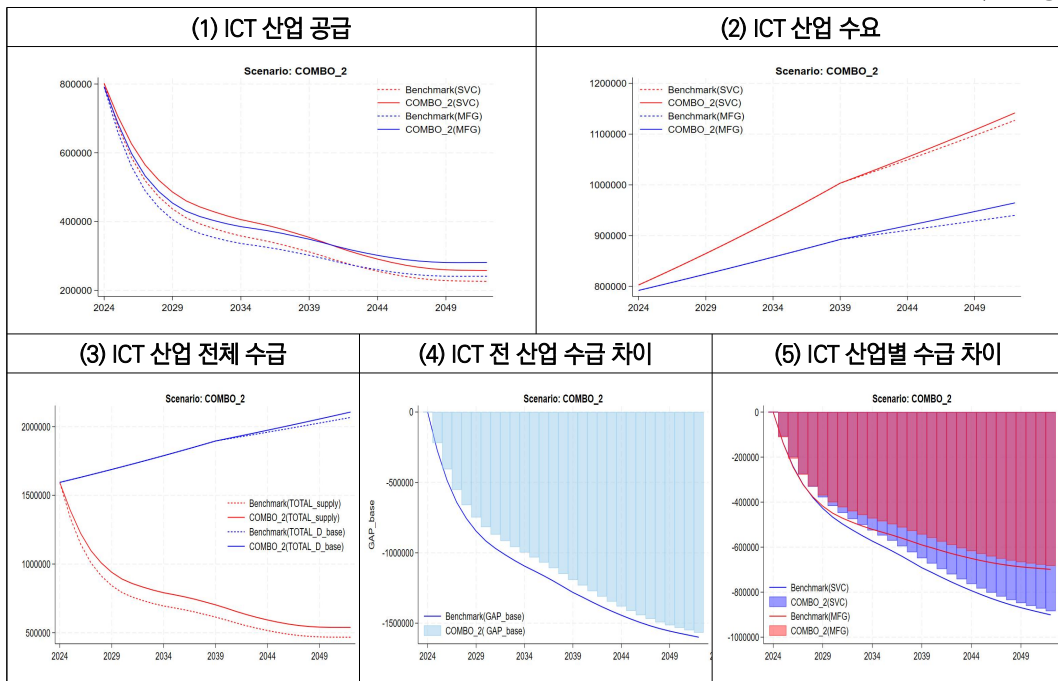 (1) ICT 산업 공급
(2) ICT 산업 수요
Scenario: COMBO_2
800000
600000
400000
200000
2024
2029
2034
2039
2044
2049
Benchmark(SVC)
COMBO_2(SVC)
Benchmark(MFG)
COMBO_2(MFG)
Scenario: COMBO_2
1200000
1100000
1000000
900000
800000
2024
2029
2034
2039
2044
2049
Benchmark(SVC)
COMBO_2(SVC)
Benchmark(MFG)
COMBO_2(MFG)
(3) ICT 산업 전체 수급
(4) ICT 전 산업 수급 차이
(5) ICT 산업별 수급 차이
Scenario: COMBO_2
2000000
1500000
1000000
500000
2024
2029
2034
2039
2044
2049
Benchmark(TOTAL_supply)
COMBO_2(TOTAL_supply)
Benchmark(TOTAL_D_base)
COMBO_2(TOTAL_D_base)
Scenario: COMBO_2
GAP_base
0
-500000
-1000000
-1500000
2024
2029
2034
2039
2044
2049
Benchmark(GAP_base)
COMBO_2( GAP_base)
Scenario: COMBO_2
0
-200000
-400000
-600000
-800000
-1000000
2024
2029
2034
2039
2044
2049
Benchmark(SVC)
COMBO_2(SVC)
Benchmark(MFG)
COMBO_2(MFG)